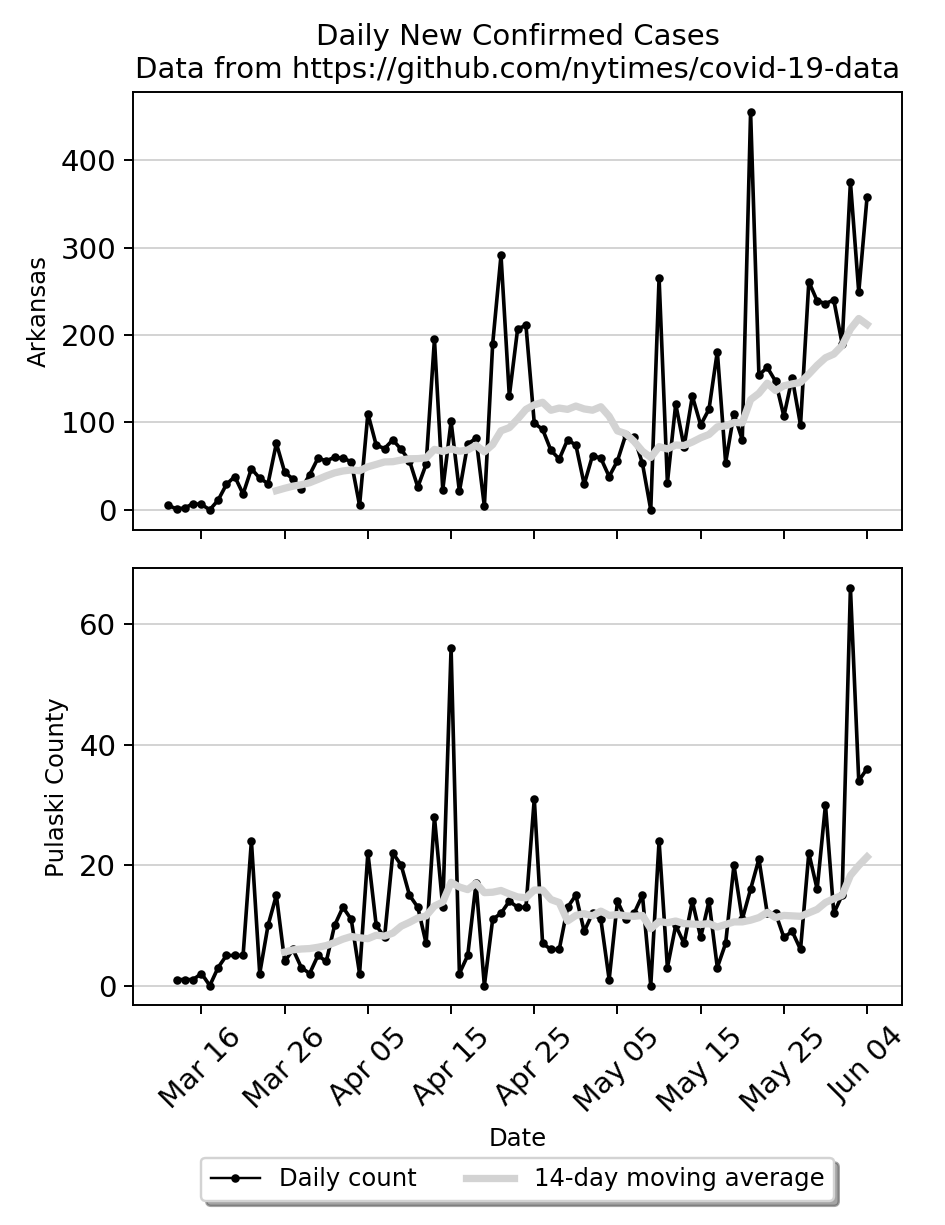 Daily New Confirmed Cases
Data from https://github.com/nytimes/covid-19-data
400
300
200
100
0
Arkansas
60
40
20
0
Pulaski County
Mar 16
Mar 26
Apr 05
Apr 15
Apr 25
May 05
May 15
May 25
Jun 04
Date
Daily count
14-day moving average